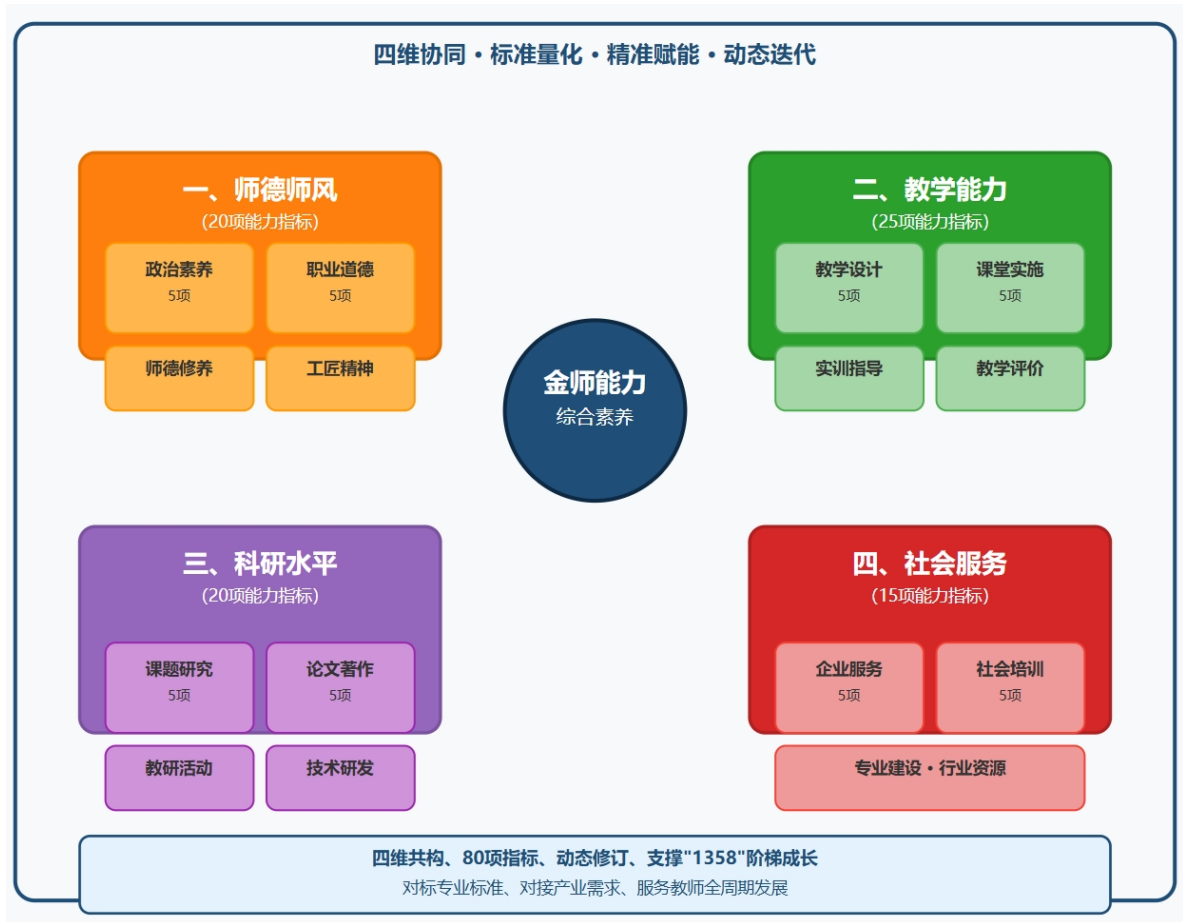 四维协同·标准量化·精准赋能·动态迭代
一、师德师风
(20项能力指标)
政治素养
5项
职业道德
5项
师德修养
工匠精神
二、教学能力
(25项能力指标)
教学设计
5项
课堂实施
5项
实训指导
教学评价
金师能力
综合素养
三、科研水平
(20项能力指标)
课题研究
5项
论文著作
5项
教研活动
技术研发
四、社会服务
(15项能力指标)
企业服务
5项
社会培训
5项
专业建设·行业资源
四维共构、80项指标、动态修订、支撑"1358"阶梯成长
对标专业标准、对接产业需求、服务教师全周期发展